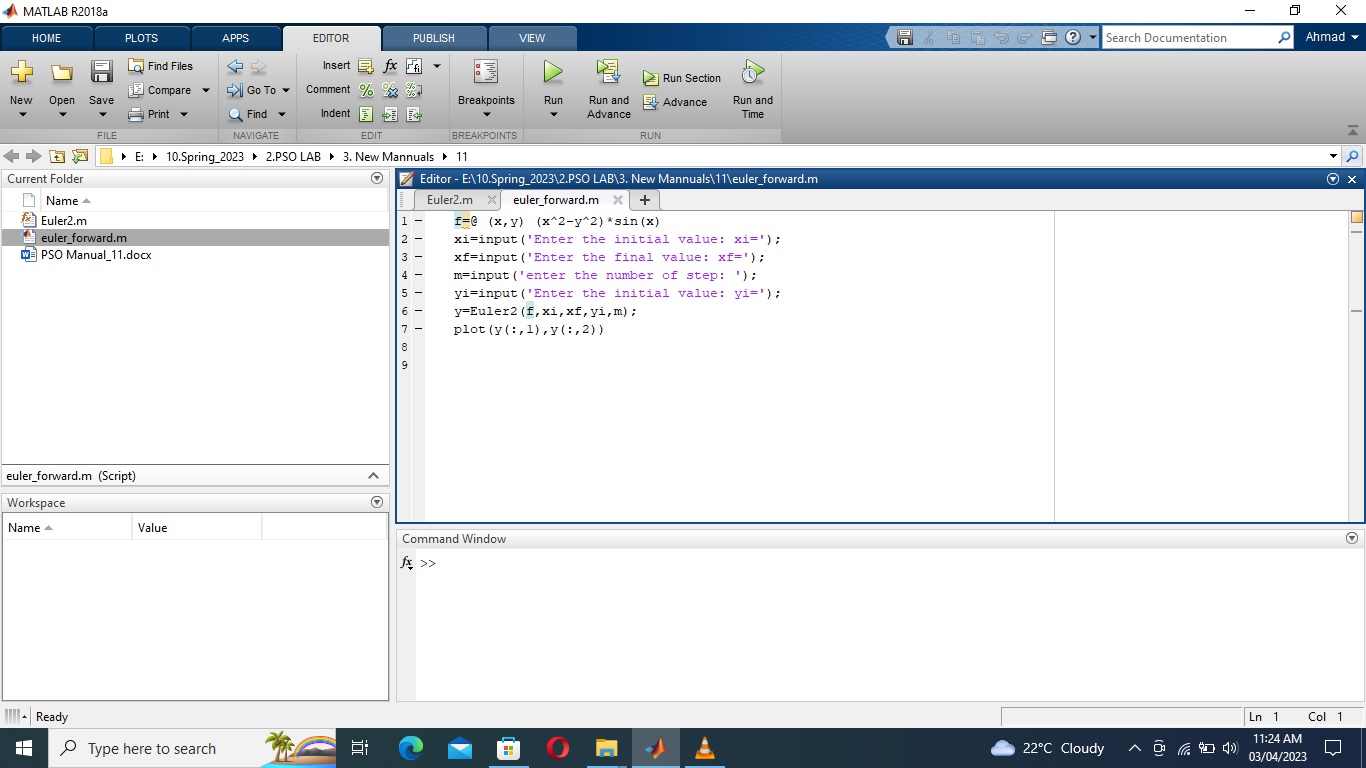 MATLAB R2018a
HOME PLOTS APPS EDITOR PUBLISH VIEW
Search Documentation
Ahmad
New Open Save
Find Files
Compare
Print
FILE
Go To
Find
NAVIGATE
Insert fx
Comment
Indent
EDIT
Breakpoints
BREAKPOINTS
Run
Run and Advance
Run Section
Advance
Run and Time
RUN
E: 10.Spring_2023 2.PSO LAB 3. New Mannuals 11
Current Folder
Name
Euler2.m
euler_forward.m
PSO Manual_11.docx
euler_forward.m (Script)
Workspace
Name Value
Editor - E:\10.Spring_2023\2.PSO LAB\3. New Mannuals\11\euler_forward.m
Euler2.m euler_forward.m
1 f=@ (x,y) (x^2-y^2)*sin(x)
2 xi=input('Enter the initial value: xi=');
3 xf=input('Enter the final value: xf=');
4 m=input('enter the number of step: ');
5 yi=input('Enter the initial value: yi=');
6 y=Euler2(f,xi,xf,yi,m);
7 plot(y(:,1),y(:,2))
8
9
Command Window
fx >>
Ready
Ln 1 Col 1
Type here to search
22°C Cloudy
11:24 AM
03/04/2023